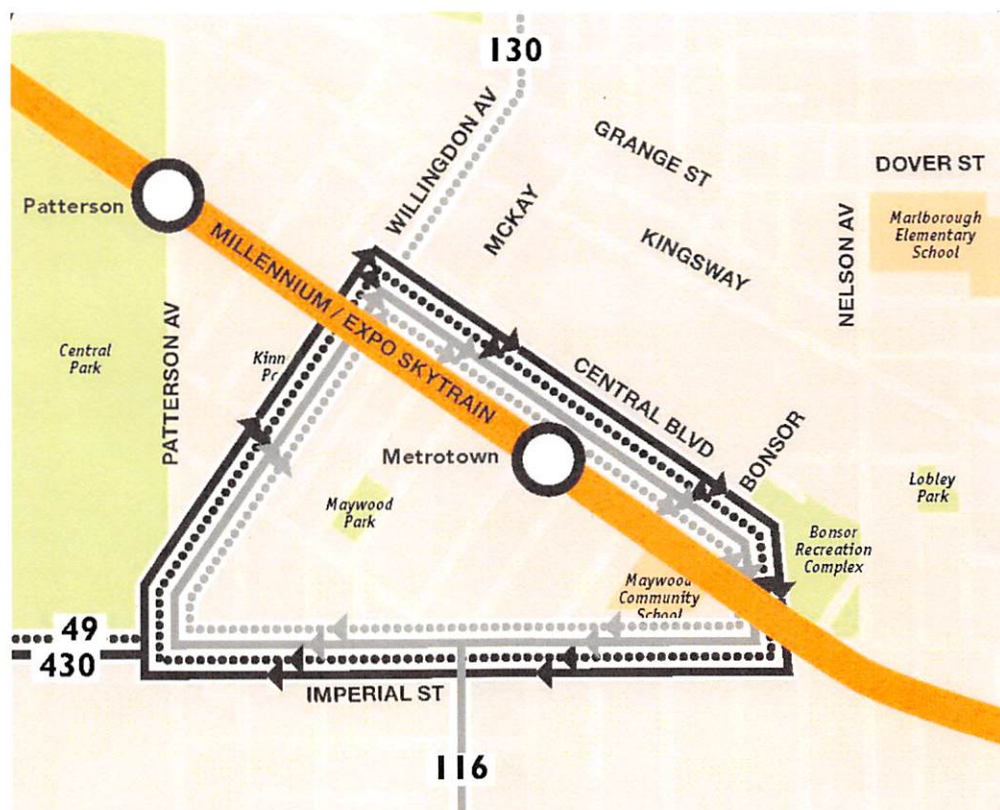 130
WILLINGDON AV
GRANGE ST
MCKAY
DOVER ST
Patterson
KINGSWAY
NELSON AV
Marlborough
Elementary
School
MILLENNIUM / EXPO SKYTRAIN
PATTERSON AV
Central
Park
Kinn
CENTRAL BLVD
BONSOR
Metrotown
Maywood
Park
Lobley
Park
Bonsor
Recreation
Complex
Maywood
Community
School
49
430
IMPERIAL ST
116